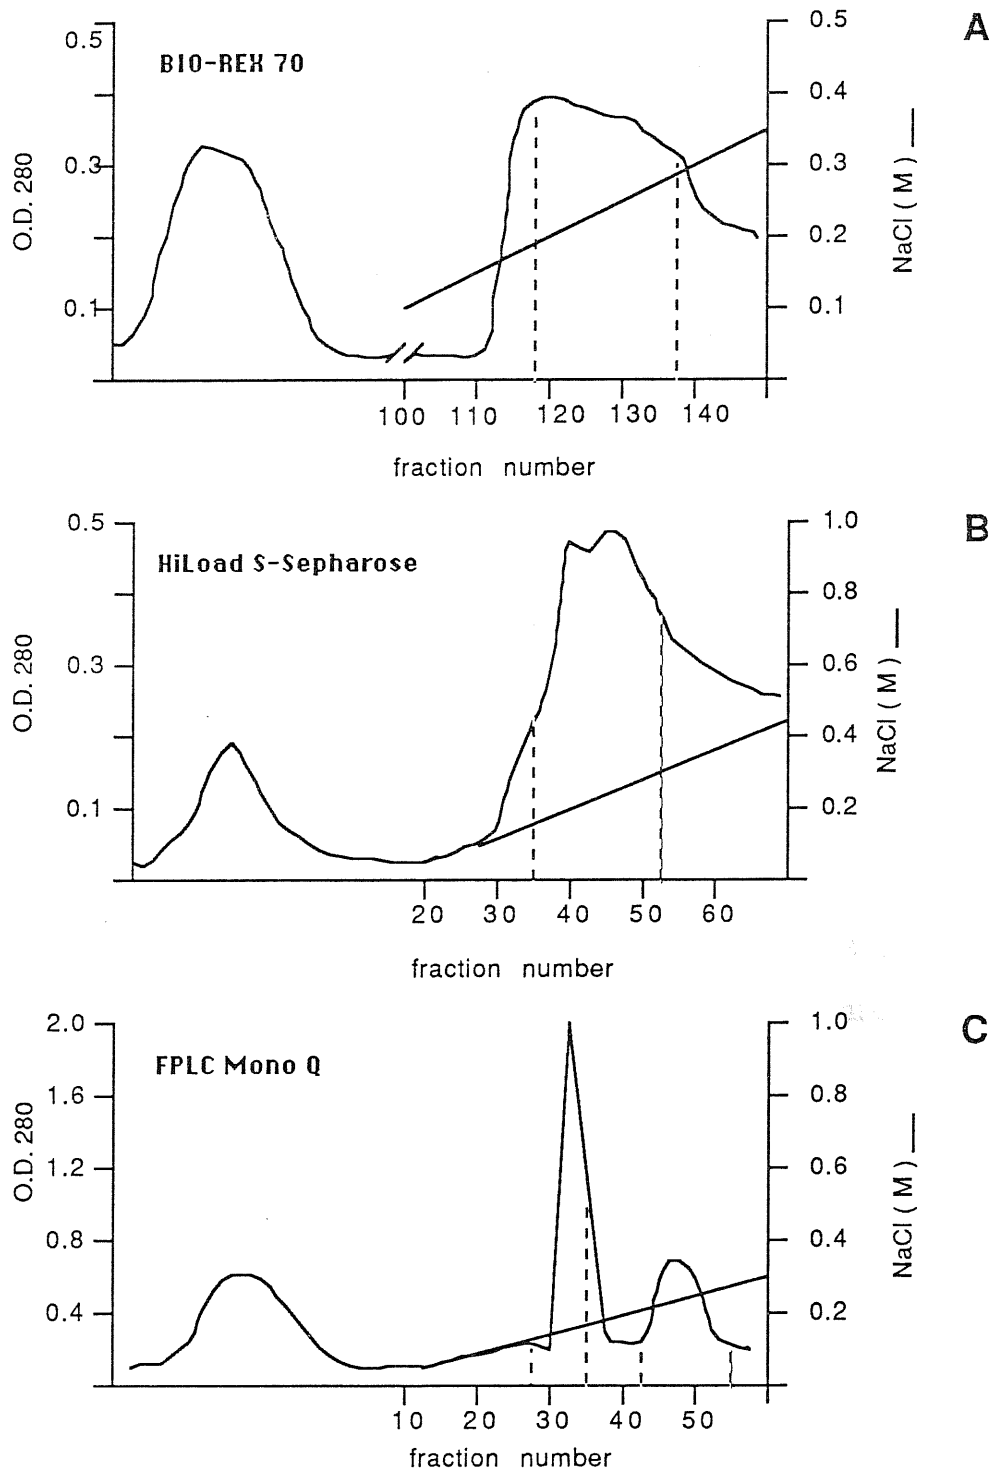 A
BIO-REX 70
O.D. 280
0.5
0.3
0.1
0.5
0.4
0.3
0.2
0.1
NaCl ( M )
100 110 120 130 140
fraction number
B
HiLoad S-Sepharose
O.D. 280
0.5
0.3
0.1
1.0
0.8
0.6
0.4
0.2
NaCl ( M )
20 30 40 50 60
fraction number
C
FPLC Mono Q
O.D. 280
2.0
1.6
1.2
0.8
0.4
1.0
0.8
0.6
0.4
0.2
NaCl ( M )
10 20 30 40 50
fraction number